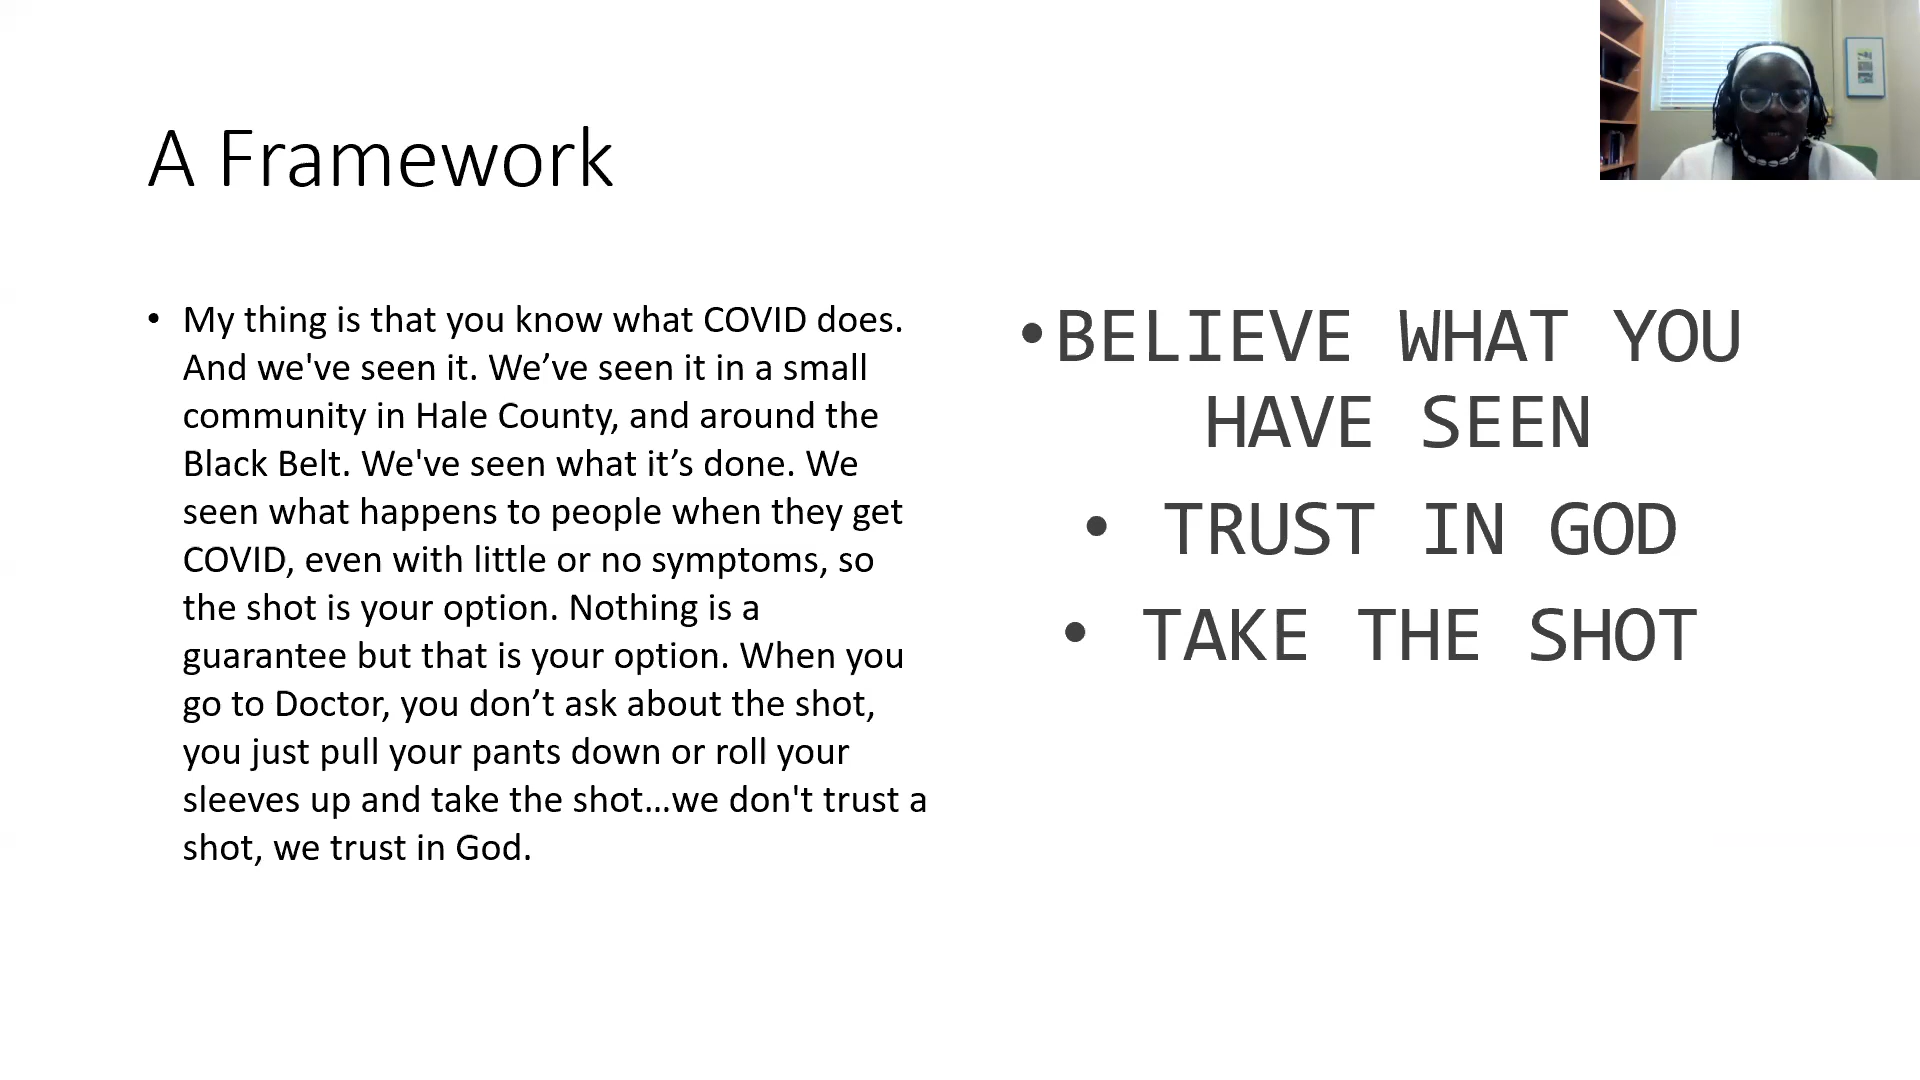 A Framework
• My thing is that you know what COVID does.
And we've seen it. We’ve seen it in a small
community in Hale County, and around the
Black Belt. We've seen what it’s done. We
seen what happens to people when they get
COVID, even with little or no symptoms, so
the shot is your option. Nothing is a
guarantee but that is your option. When you
go to Doctor, you don’t ask about the shot,
you just pull your pants down or roll your
sleeves up and take the shot…we don't trust a
shot, we trust in God.
• BELIEVE WHAT YOU
HAVE SEEN
• TRUST IN GOD
• TAKE THE SHOT